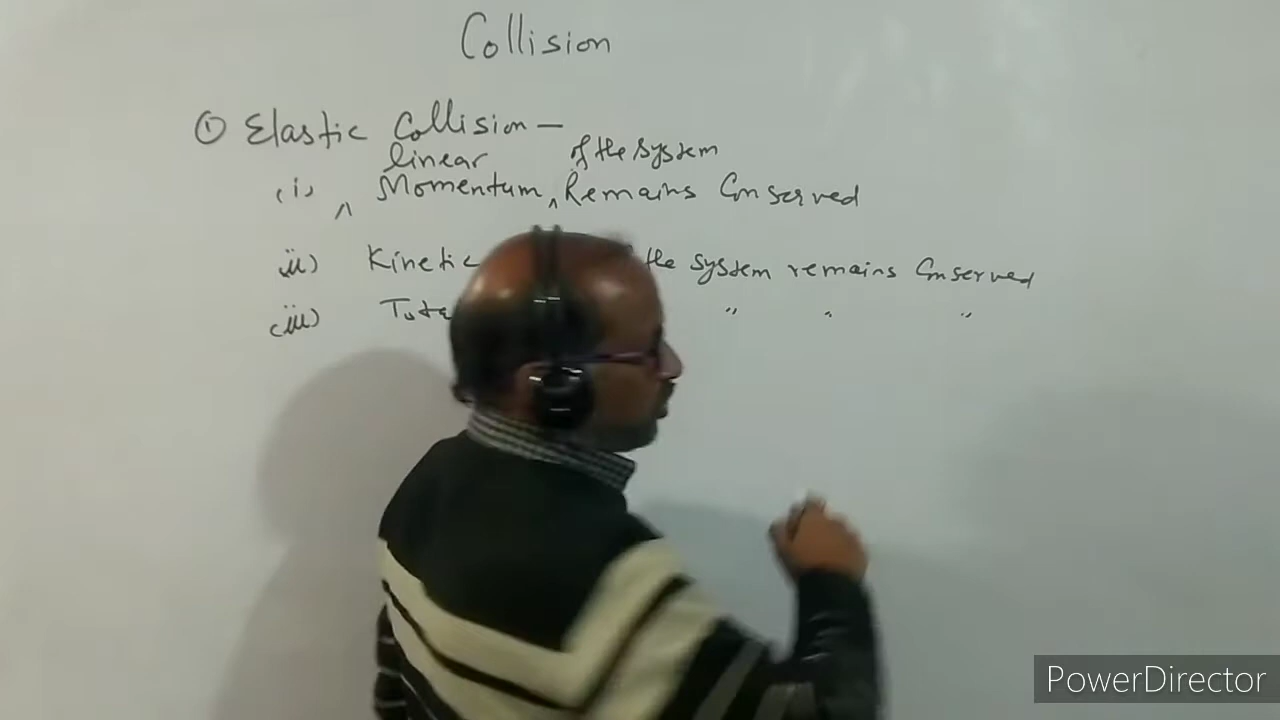 Collision
① Elastic Collision —
linear of the system
(i) ^ Momentum ^ Remains Conserved
ii) Kinetic the system remains Conserved
(iii) " " "
PowerDirector